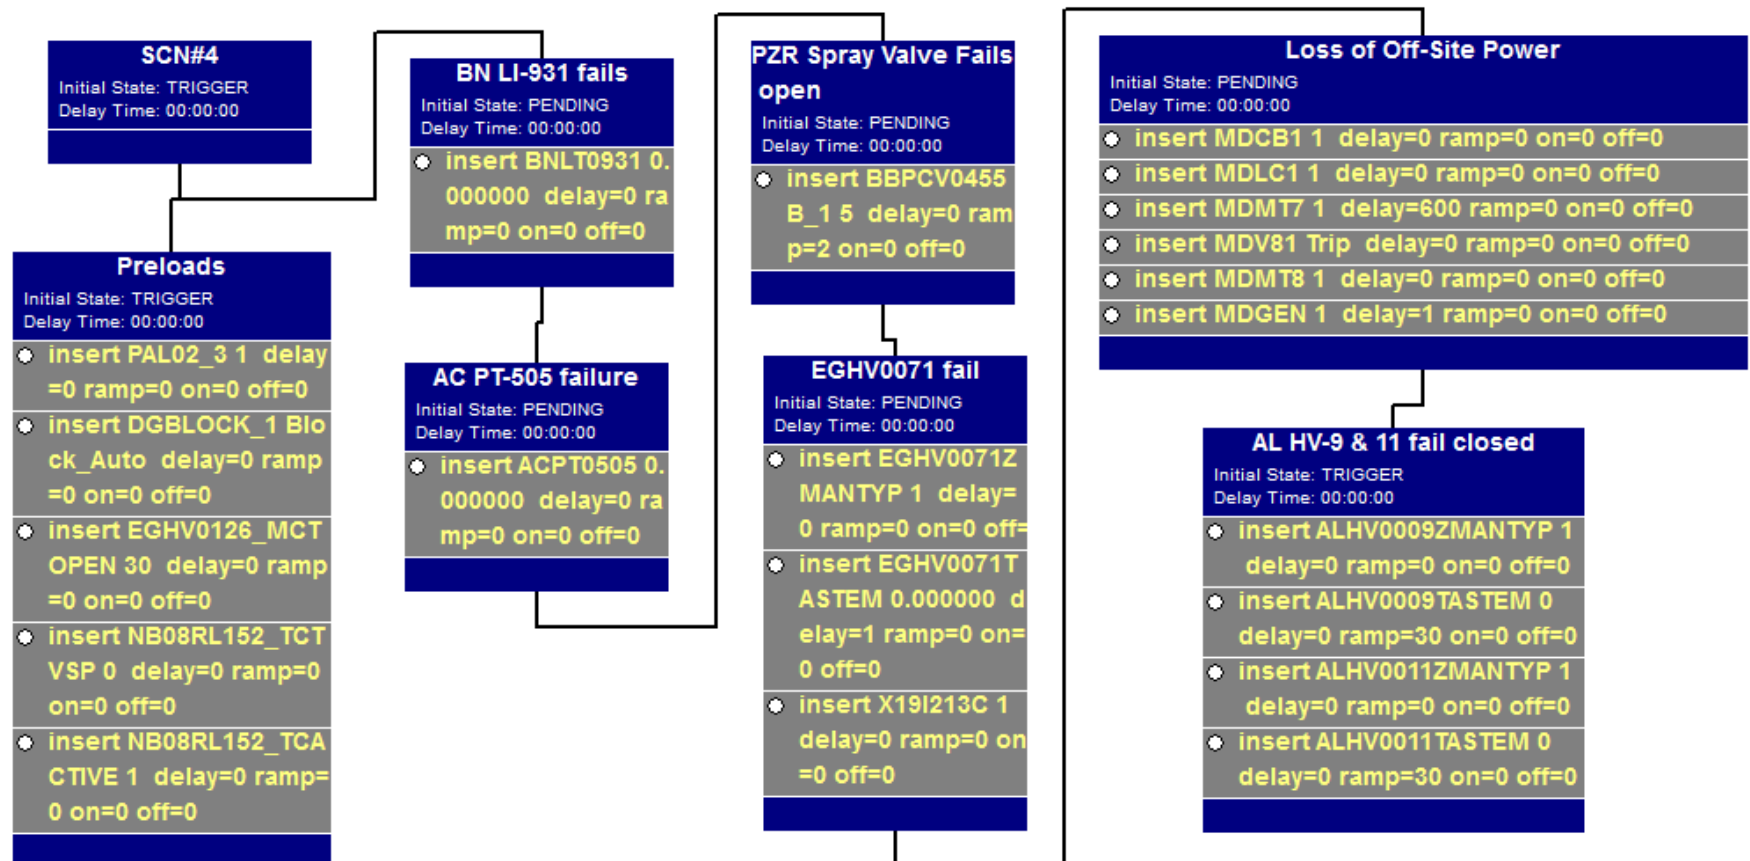 SCN#4
Initial State: TRIGGER
Delay Time: 00:00:00
Preloads
Initial State: TRIGGER
Delay Time: 00:00:00
insert PAL02_3 1 delay
=0 ramp=0 on=0 off=0
insert DGBLOCK_1 Blo
ck_Auto delay=0 ramp
=0 on=0 off=0
insert EGHV0126_MCT
OPEN 30 delay=0 ramp
=0 on=0 off=0
insert NB08RL152_TCT
VSP 0 delay=0 ramp=0
on=0 off=0
insert NB08RL152_TCA
CTIVE 1 delay=0 ramp=
0 on=0 off=0
BN LI-931 fails
Initial State: PENDING
Delay Time: 00:00:00
insert BNLT0931 0.
000000 delay=0 ra
mp=0 on=0 off=0
AC PT-505 failure
Initial State: PENDING
Delay Time: 00:00:00
insert ACPT0505 0.
000000 delay=0 ra
mp=0 on=0 off=0
PZR Spray Valve Fails
open
Initial State: PENDING
Delay Time: 00:00:00
insert BBPCV0455
B_1 5 delay=0 ram
p=2 on=0 off=0
EGHV0071 fail
Initial State: PENDING
Delay Time: 00:00:00
insert EGHV0071Z
MANTYP 1 delay=
0 ramp=0 on=0 off=
insert EGHV0071T
ASTEM 0.000000 d
elay=1 ramp=0 on=
0 off=0
insert X19I213C 1
delay=0 ramp=0 on
=0 off=0
Loss of Off-Site Power
Initial State: PENDING
Delay Time: 00:00:00
insert MDCB1 1 delay=0 ramp=0 on=0 off=0
insert MDLC1 1 delay=0 ramp=0 on=0 off=0
insert MDMT7 1 delay=600 ramp=0 on=0 off=0
insert MDV81 Trip delay=0 ramp=0 on=0 off=0
insert MDMT8 1 delay=0 ramp=0 on=0 off=0
insert MDGEN 1 delay=1 ramp=0 on=0 off=0
AL HV-9 & 11 fail closed
Initial State: TRIGGER
Delay Time: 00:00:00
insert ALHV0009ZMANTYP 1
delay=0 ramp=0 on=0 off=0
insert ALHV0009TASTEM 0
delay=0 ramp=30 on=0 off=0
insert ALHV0011ZMANTYP 1
delay=0 ramp=0 on=0 off=0
insert ALHV0011TASTEM 0
delay=0 ramp=30 on=0 off=0